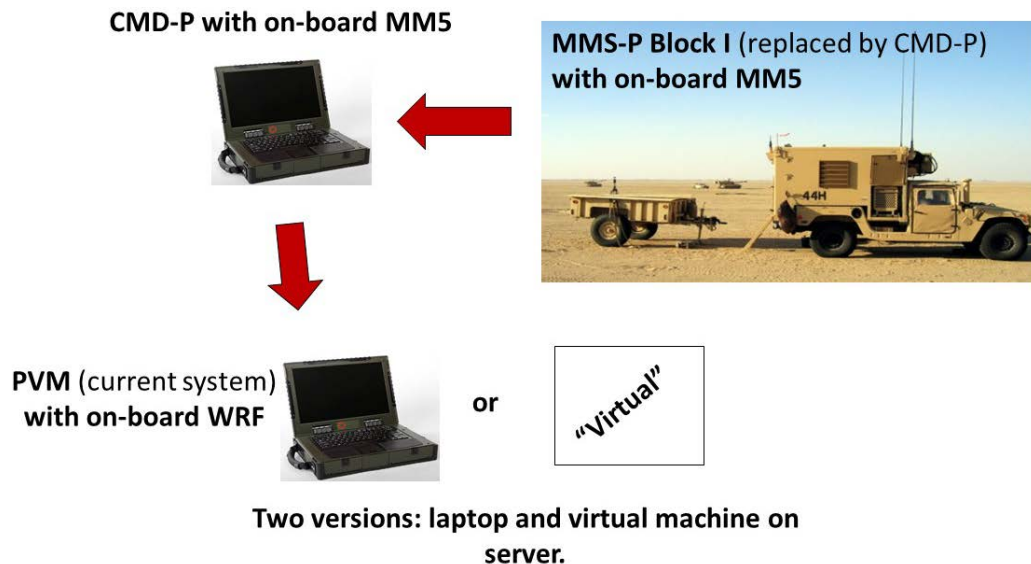 CMD-P with on-board MM5
MMS-P Block I (replaced by CMD-P)
with on-board MM5
44H
PVM (current system)
with on-board WRF
or
“Virtual”
Two versions: laptop and virtual machine on
server.